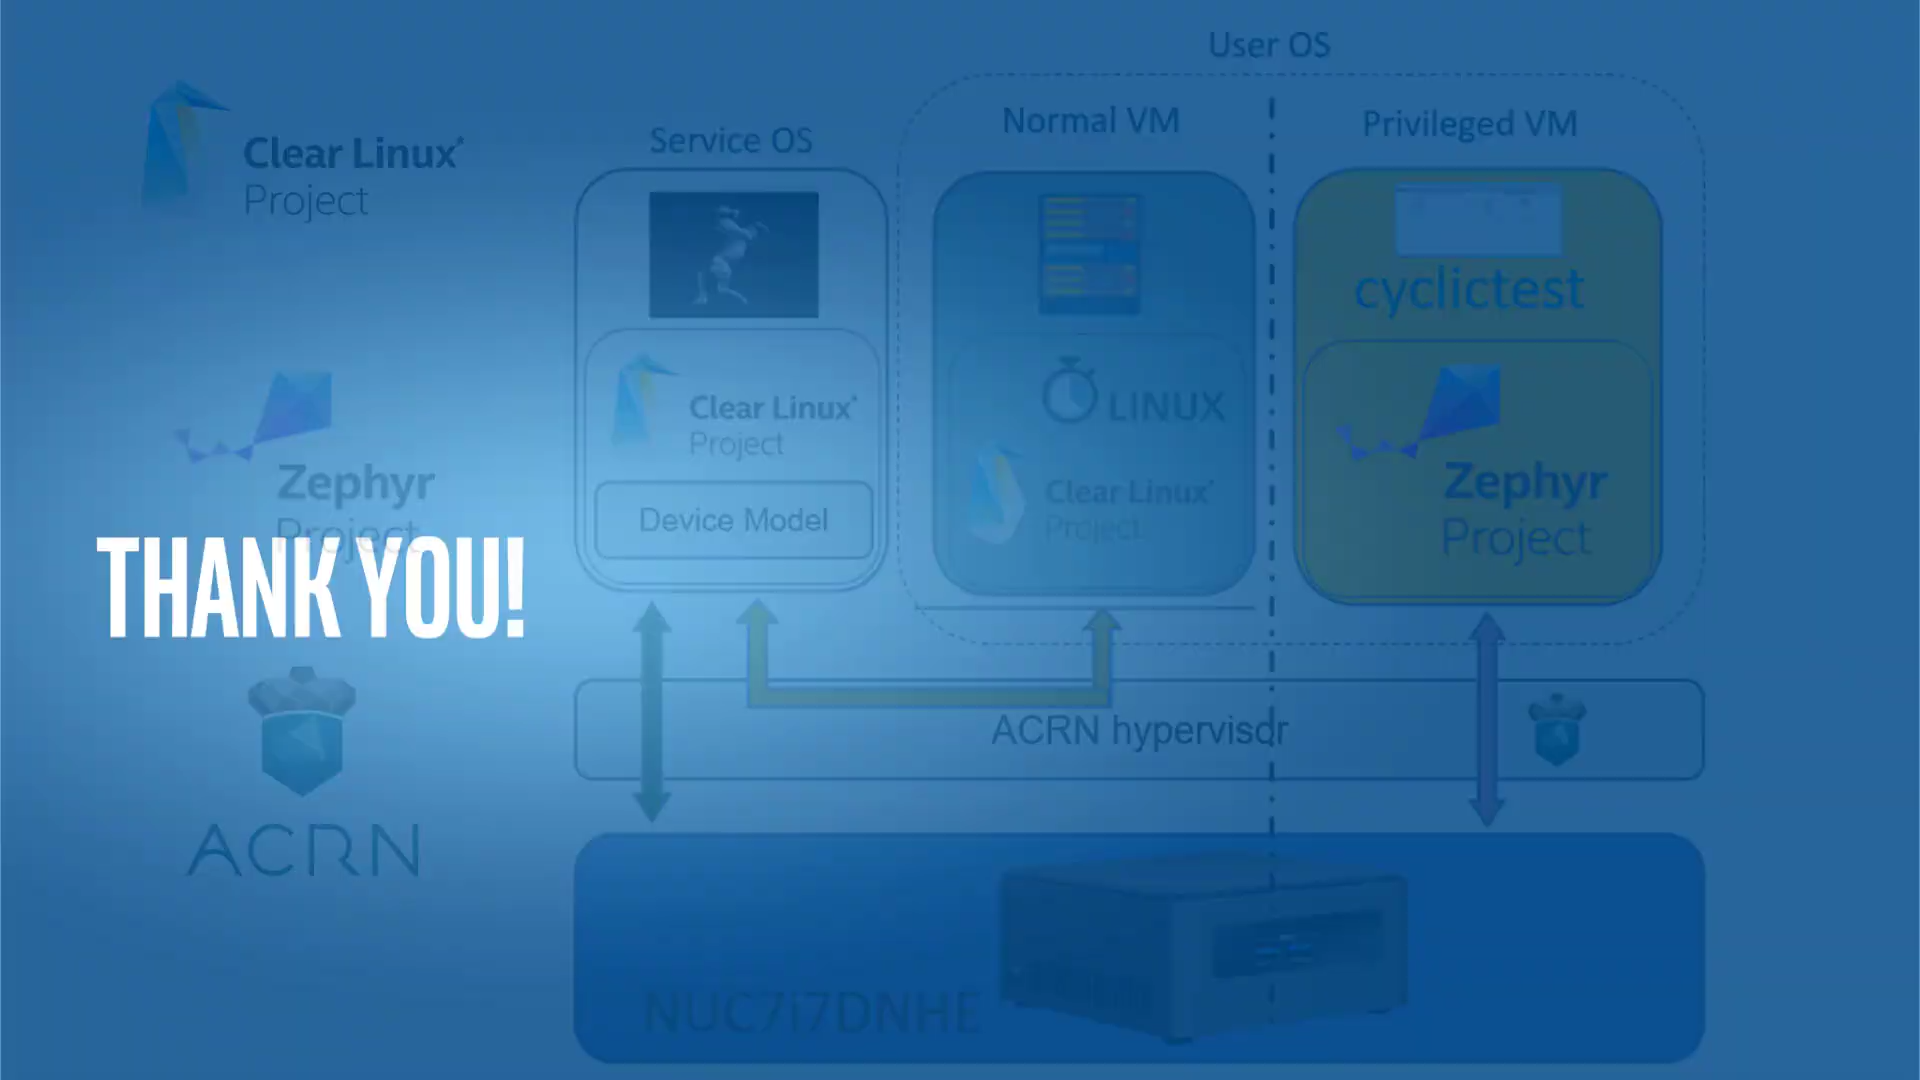 User OS
Normal VM
Privileged VM
Service OS
Clear Linux*
Project
cyclictest
LINUX
Clear Linux*
Project
Clear Linux*
Project
Zephyr
Project
Zephyr
Project
Device Model
THANK YOU!
ACRN hypervisor
ACRN
NUC7i7DNHE